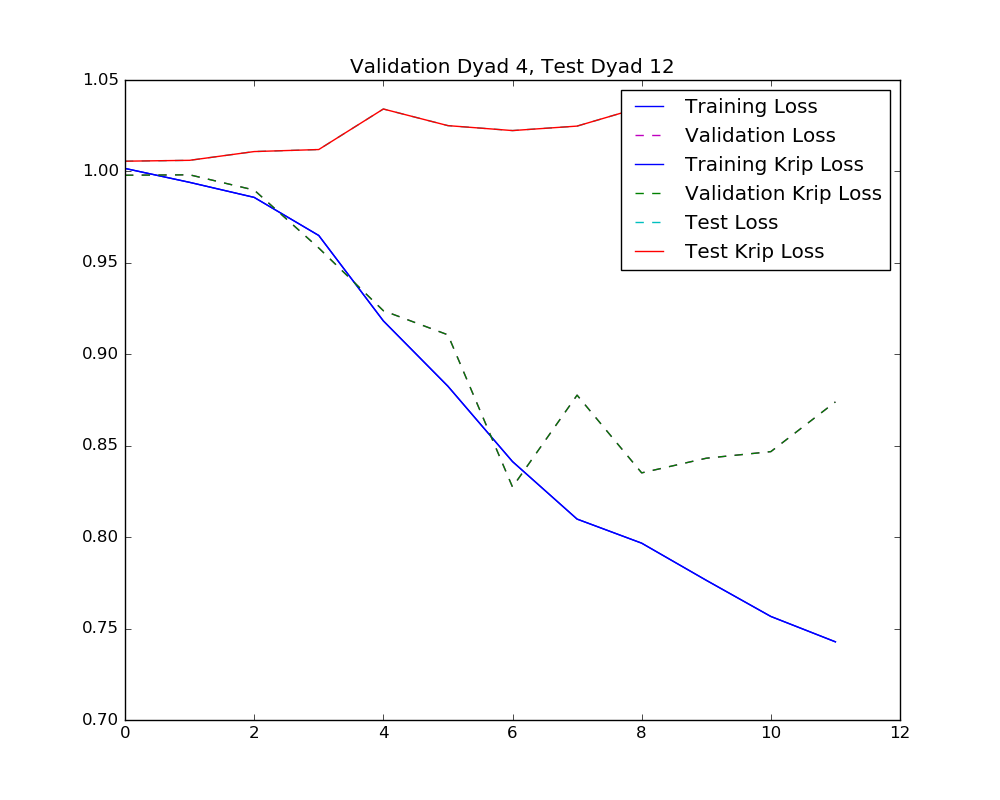 Validation Dyad 4, Test Dyad 12
1.05
1.00
0.95
0.90
0.85
0.80
0.75
0.70
0 2 4 6 8 10 12
Training Loss
Validation Loss
Training Krip Loss
Validation Krip Loss
Test Loss
Test Krip Loss